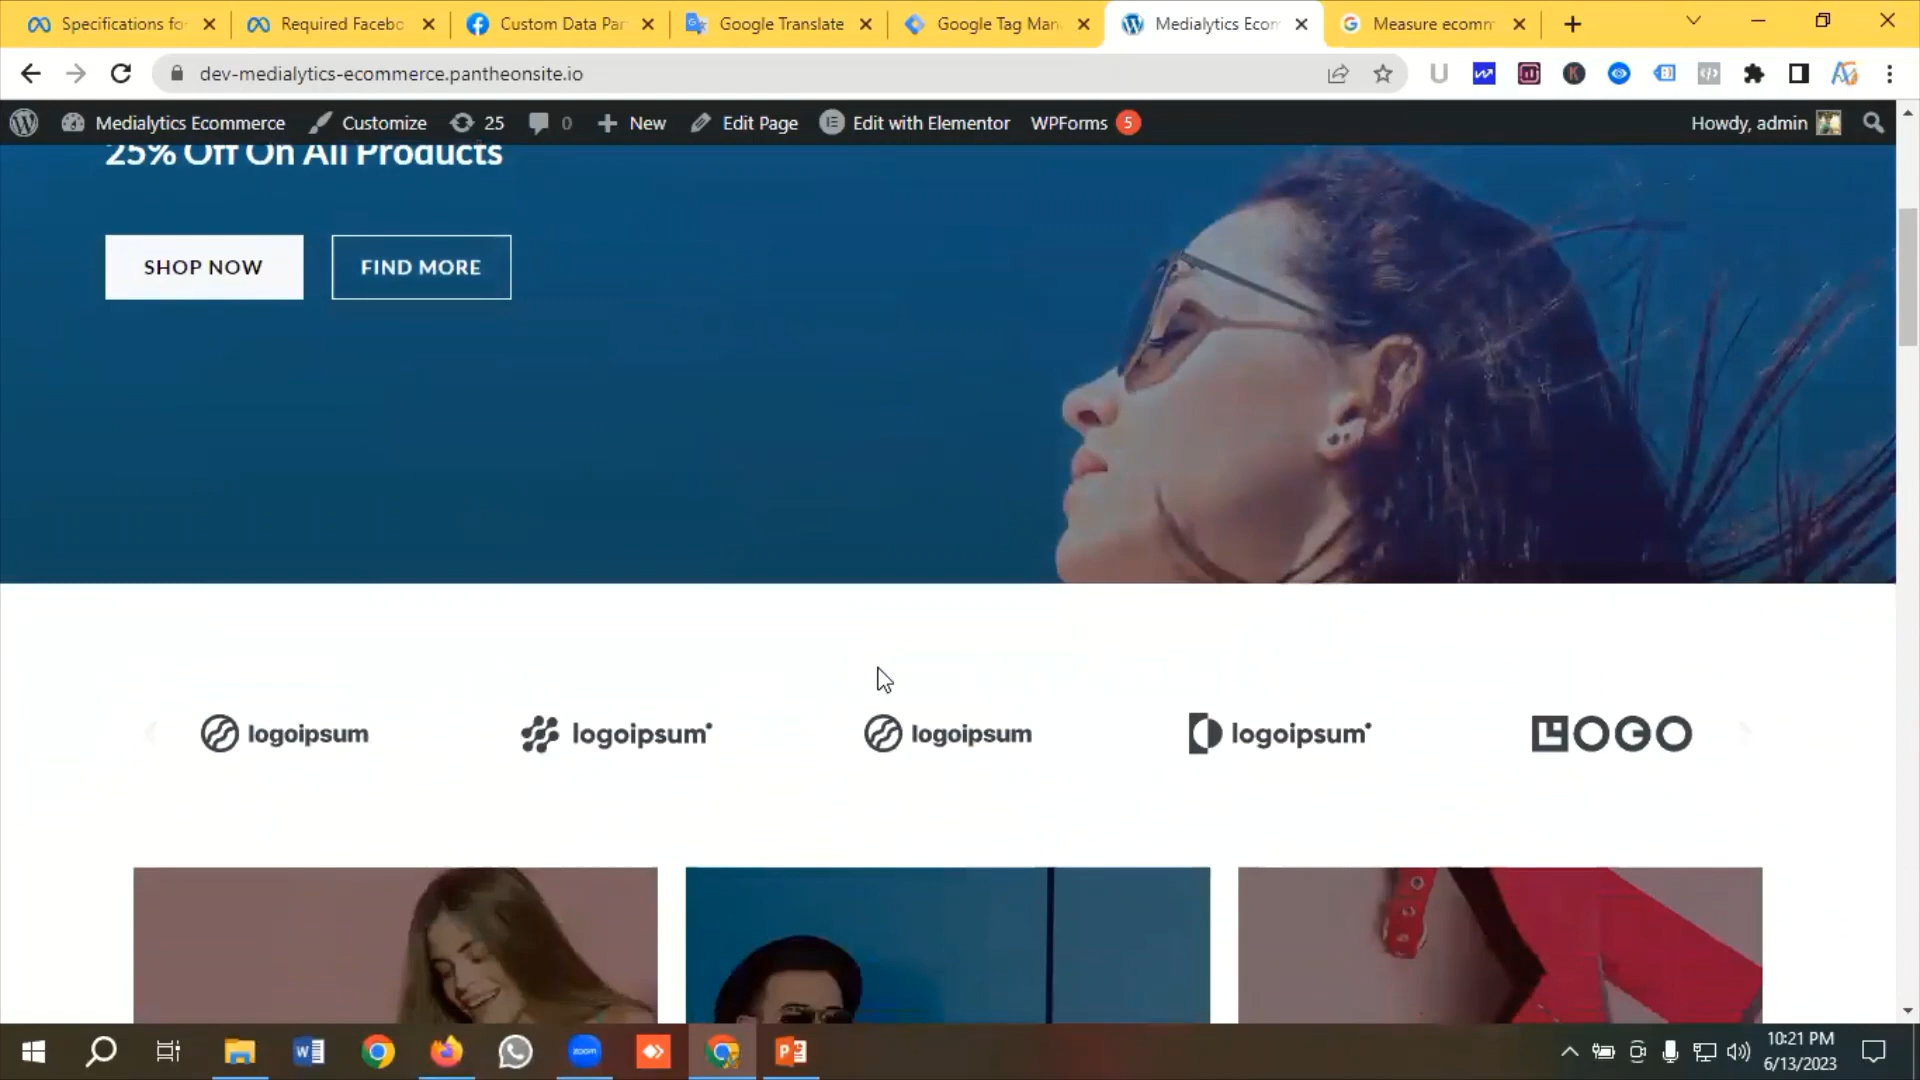 Specifications fo
Required Facebo
Custom Data Par
Google Translate
Google Tag Man
Medialytics Ecom
Measure ecomm
dev-medialytics-ecommerce.pantheonsite.io
Medialytics Ecommerce
Customize
25
0
New
Edit Page
Edit with Elementor
WPForms 5
Howdy, admin
25% Off On All Products
SHOP NOW
FIND MORE
logoipsum
logoipsum
logoipsum
logoipsum
LOGO
zoom
10:21 PM
6/13/2023